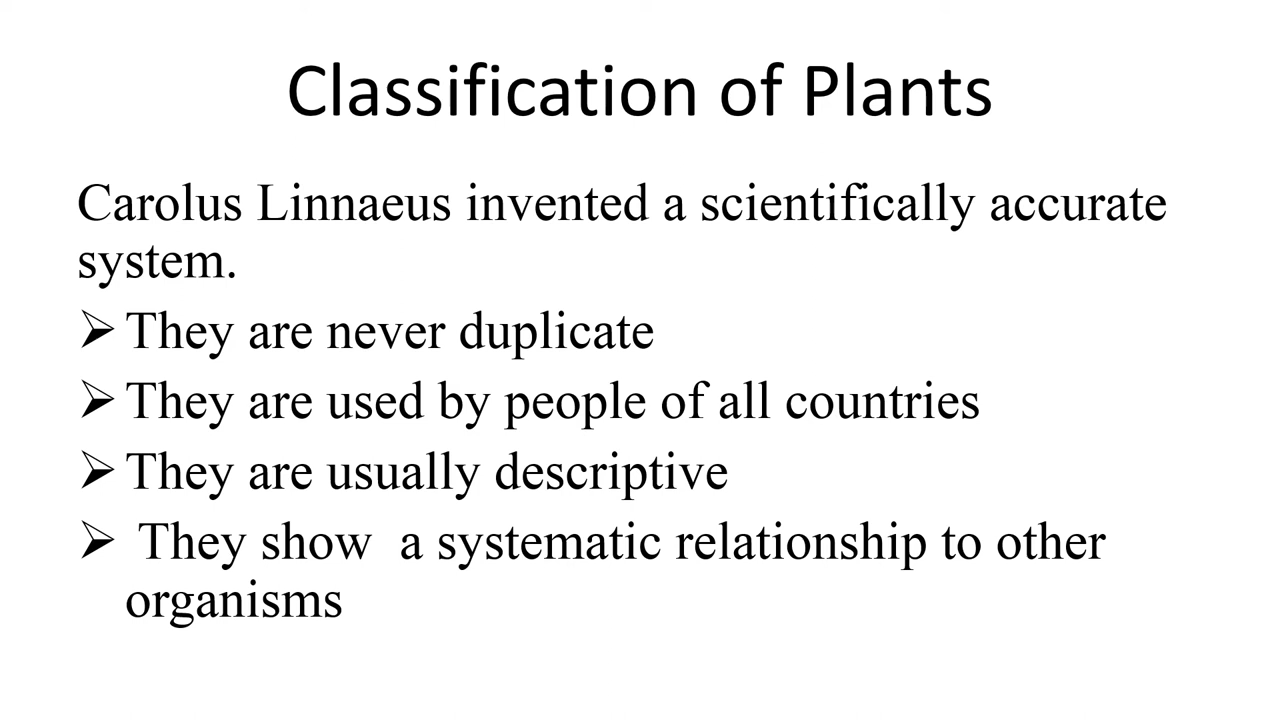 Classification of Plants
Carolus Linnaeus invented a scientifically accurate
system.
➢ They are never duplicate
➢ They are used by people of all countries
➢ They are usually descriptive
➢ They show  a systematic relationship to other
organisms